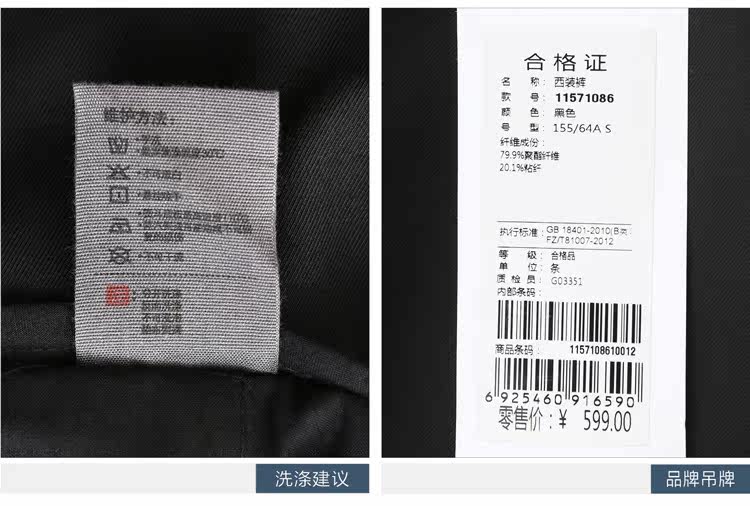 维护方法:
不可漂白
洗涤建议
合格证
名 称: 西装裤
款 号: 11571086
颜 色: 黑色
号 型: 155/64A S
纤维成份:
79.9%聚酯纤维
20.1%粘纤
执行标准: GB 18401-2010(B类)
FZ/T81007-2012
等 级: 合格品
单 位: 条
质 检 员: G03351
内部条码:
商品条码: 1157108610012
6 925460 916590
零售价:¥ 599.00
品牌吊牌